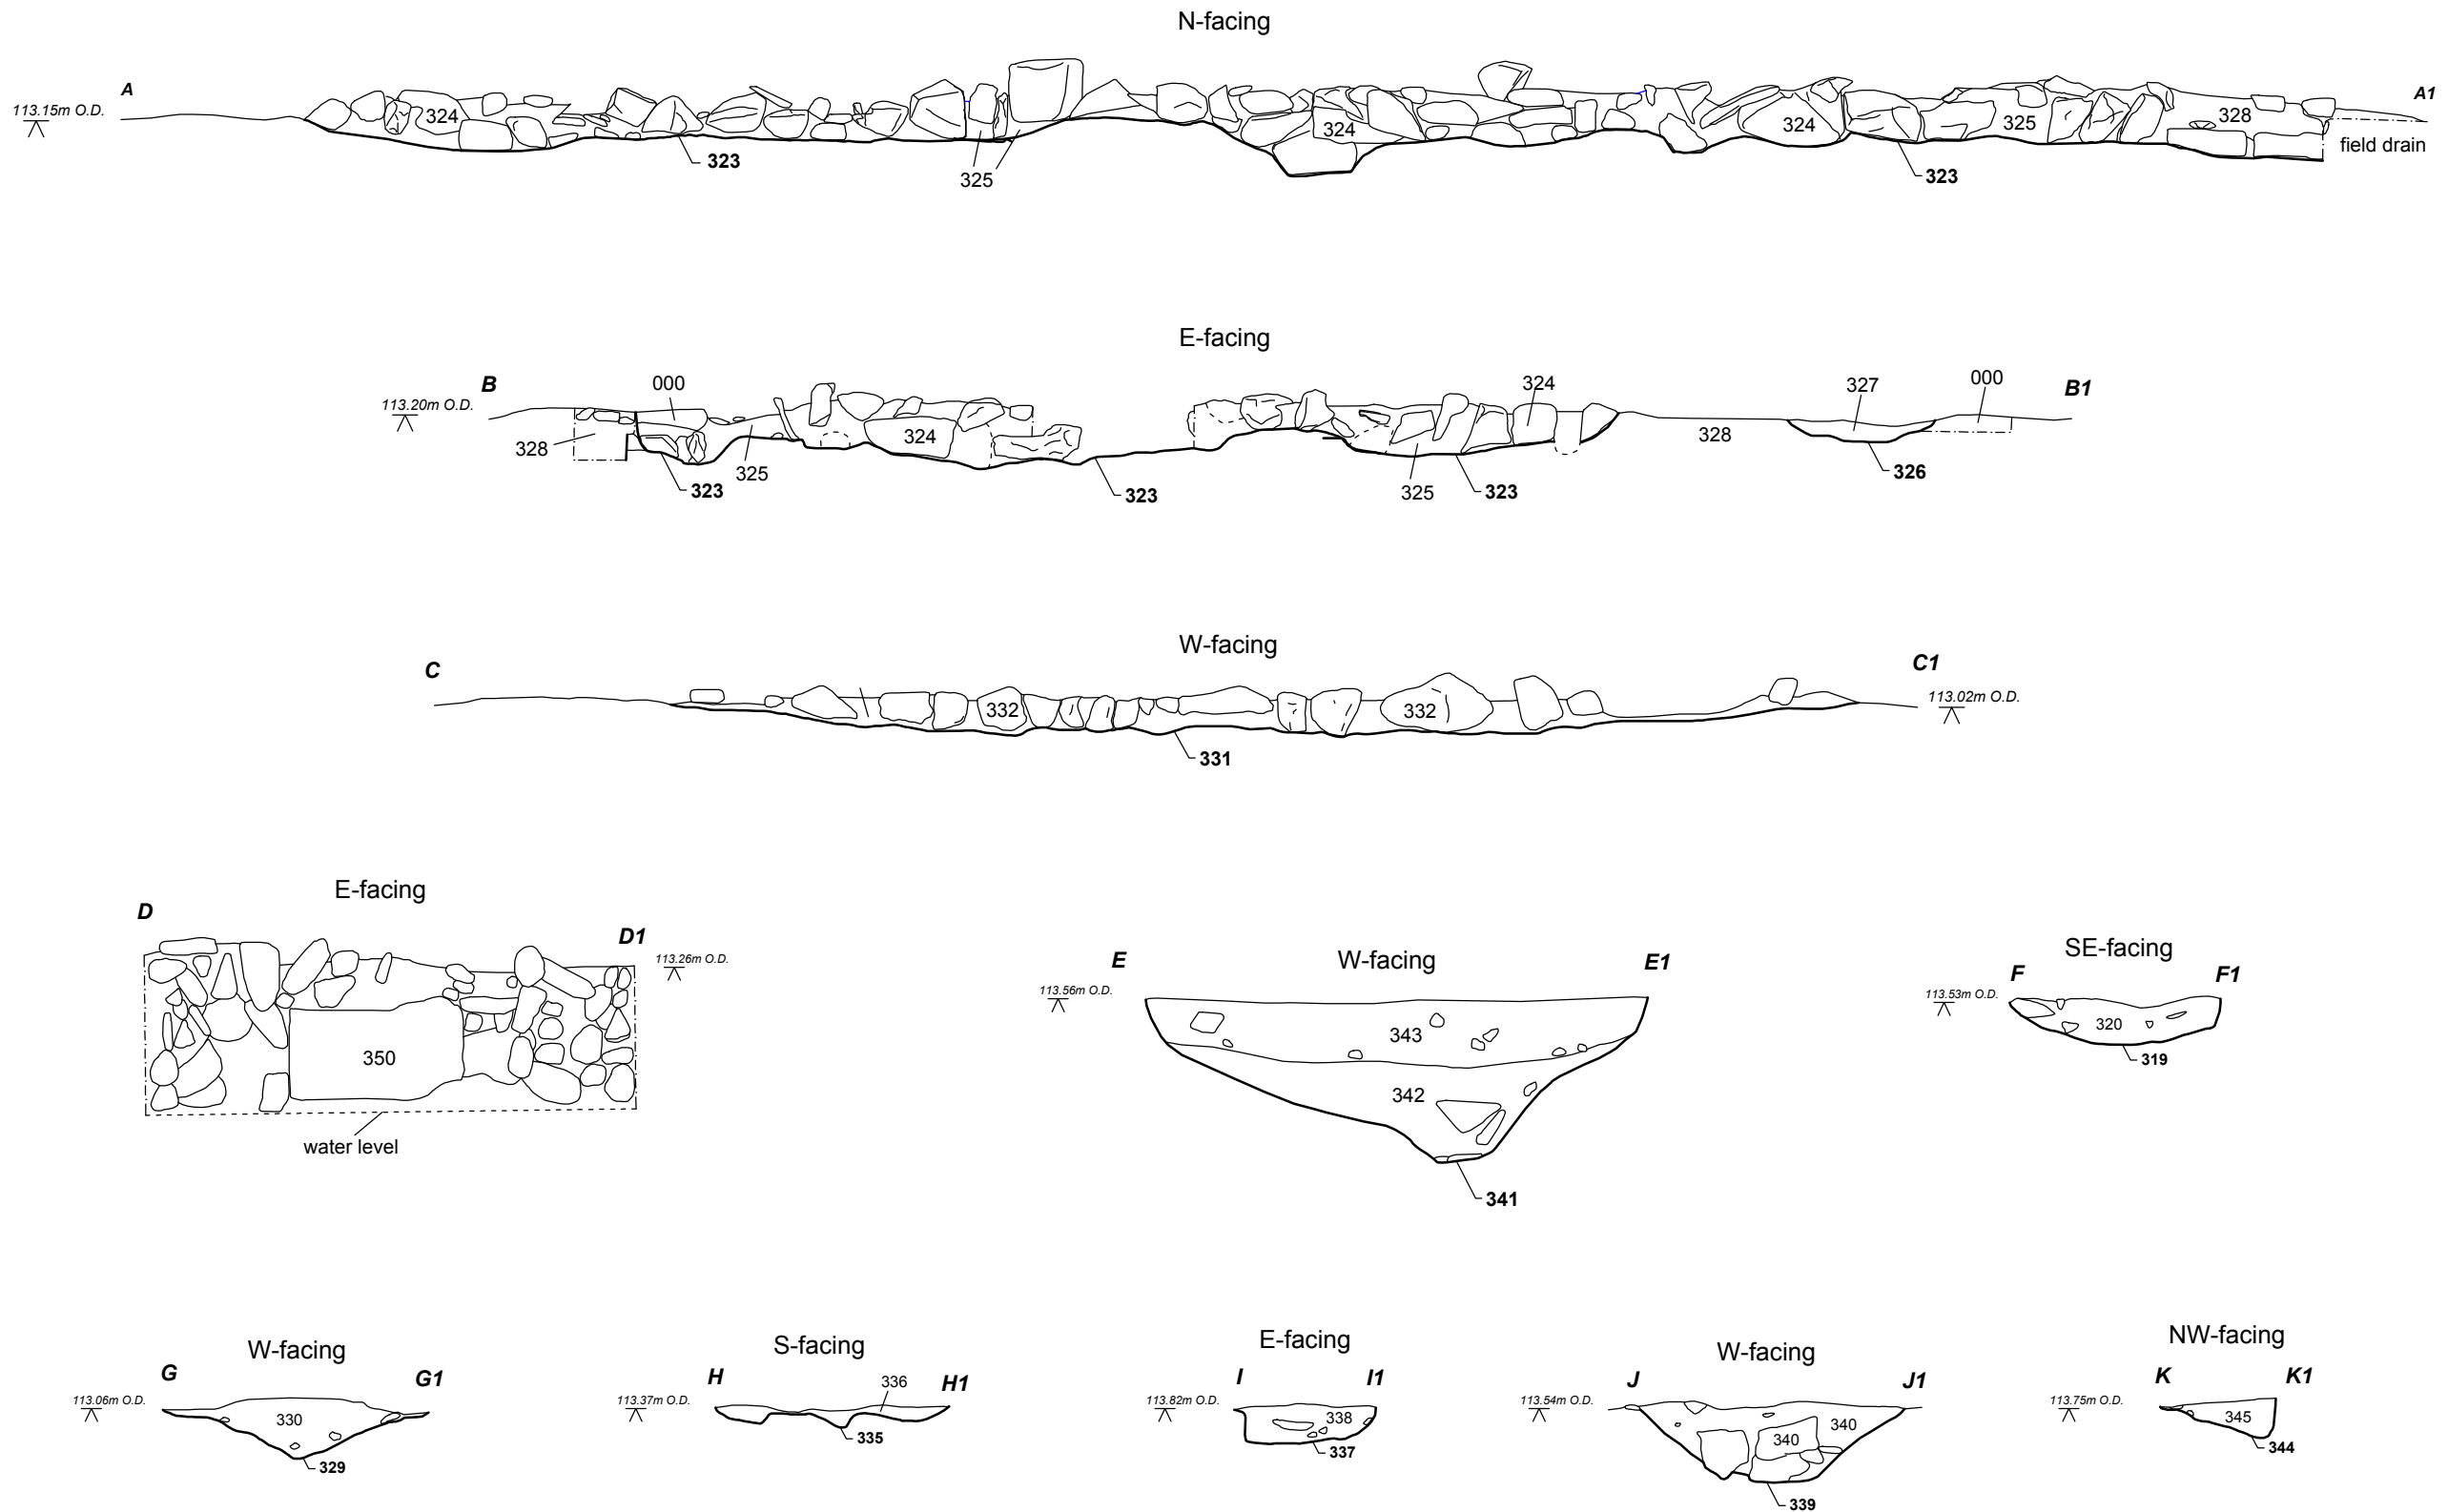 N-facing
A
113.15m O.D.
A1
324
324
324
325
328
field drain
323
325
323
E-facing
B
000
113.20m O.D.
324
327
000
B1
324
328
328
325
323
323
325
323
326
W-facing
C
C1
113.02m O.D.
332
332
331
E-facing
D
D1
113.26m O.D.
350
water level
W-facing
E
E1
113.56m O.D.
343
342
341
SE-facing
F
F1
113.53m O.D.
320
319
W-facing
G
G1
113.06m O.D.
330
329
S-facing
H
336
H1
113.37m O.D.
335
E-facing
I
I1
113.82m O.D.
338
337
W-facing
J
J1
113.54m O.D.
340
340
339
NW-facing
K
K1
113.75m O.D.
345
344